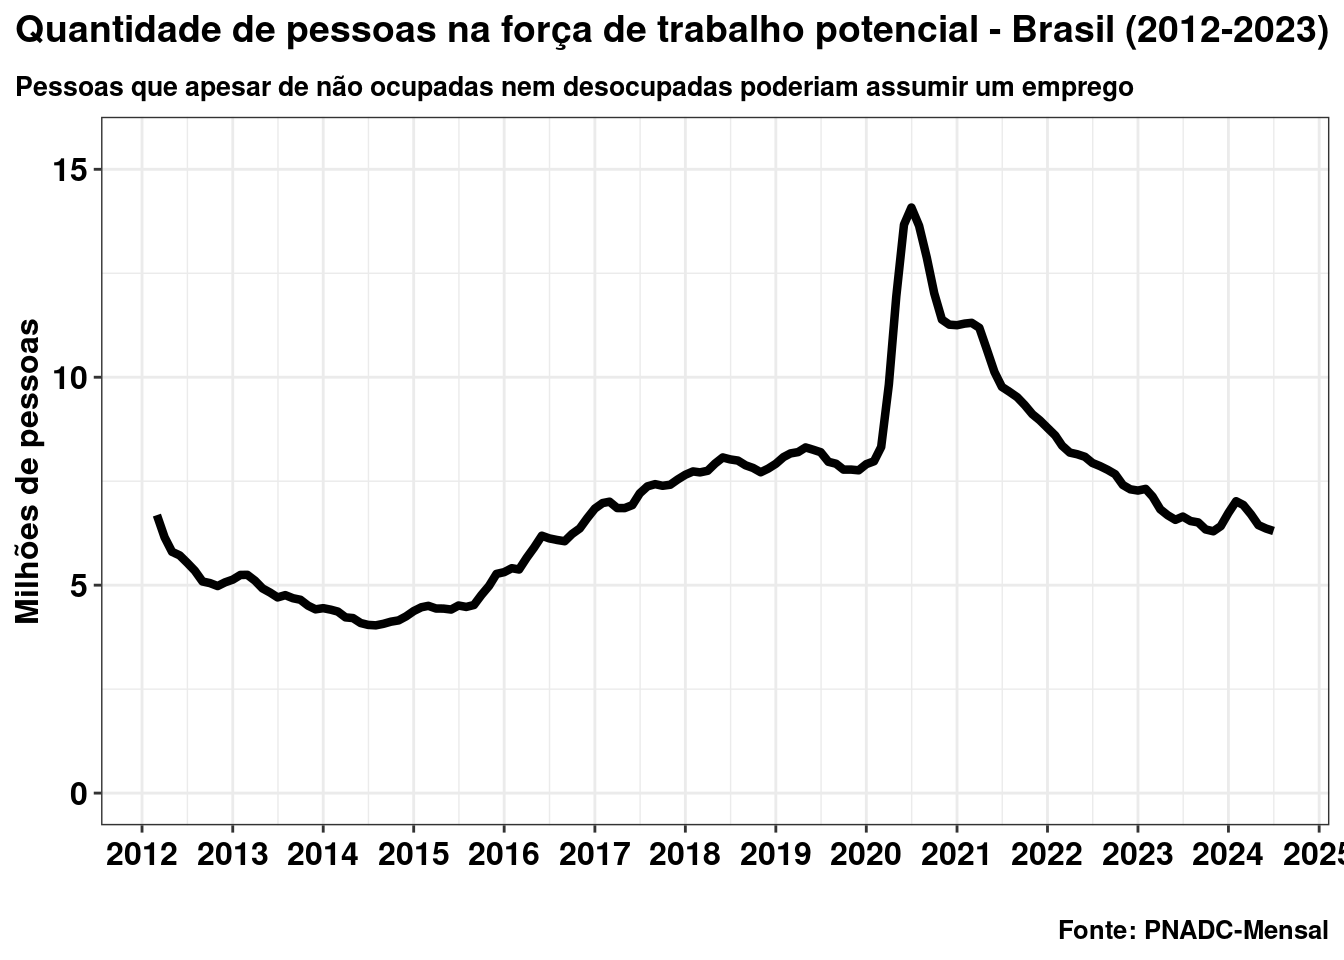 Quantidade de pessoas na força de trabalho potencial - Brasil (2012-2023)
Pessoas que apesar de não ocupadas nem desocupadas poderiam assumir um emprego
Milhões de pessoas
15
10
5
0
2012 2013 2014 2015 2016 2017 2018 2019 2020 2021 2022 2023 2024 2025
Fonte: PNADC-Mensal